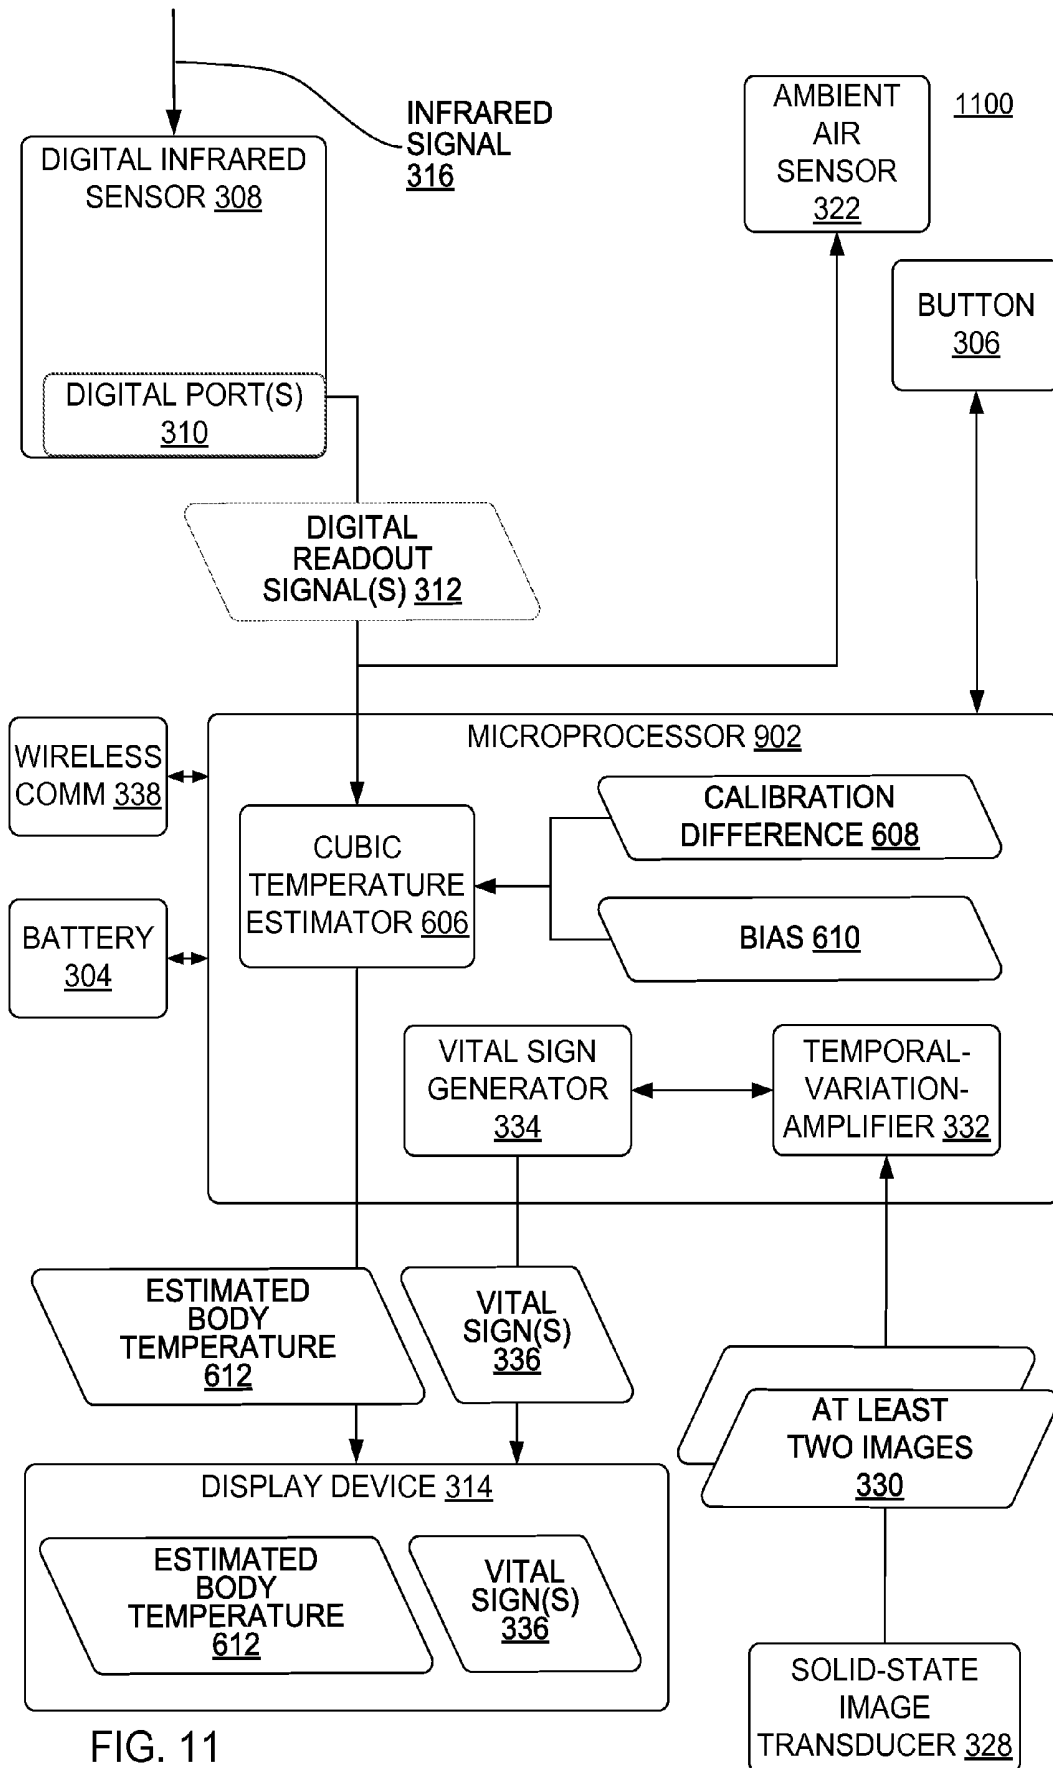 INFRARED
SIGNAL
316
AMBIENT
AIR
SENSOR
322
1100
DIGITAL INFRARED
SENSOR 308
BUTTON
306
DIGITAL PORT(S)
310
DIGITAL
READOUT
SIGNAL(S) 312
MICROPROCESSOR 902
WIRELESS
COMM 338
CALIBRATION
DIFFERENCE 608
CUBIC
TEMPERATURE
ESTIMATOR 606
BATTERY
304
BIAS 610
VITAL SIGN
GENERATOR
334
TEMPORAL-
VARIATION-
AMPLIFIER 332
ESTIMATED
BODY
TEMPERATURE
612
VITAL
SIGN(S)
336
AT LEAST
TWO IMAGES
330
DISPLAY DEVICE 314
ESTIMATED
BODY
TEMPERATURE
612
VITAL
SIGN(S)
336
SOLID-STATE
IMAGE
TRANSDUCER 328
FIG. 11